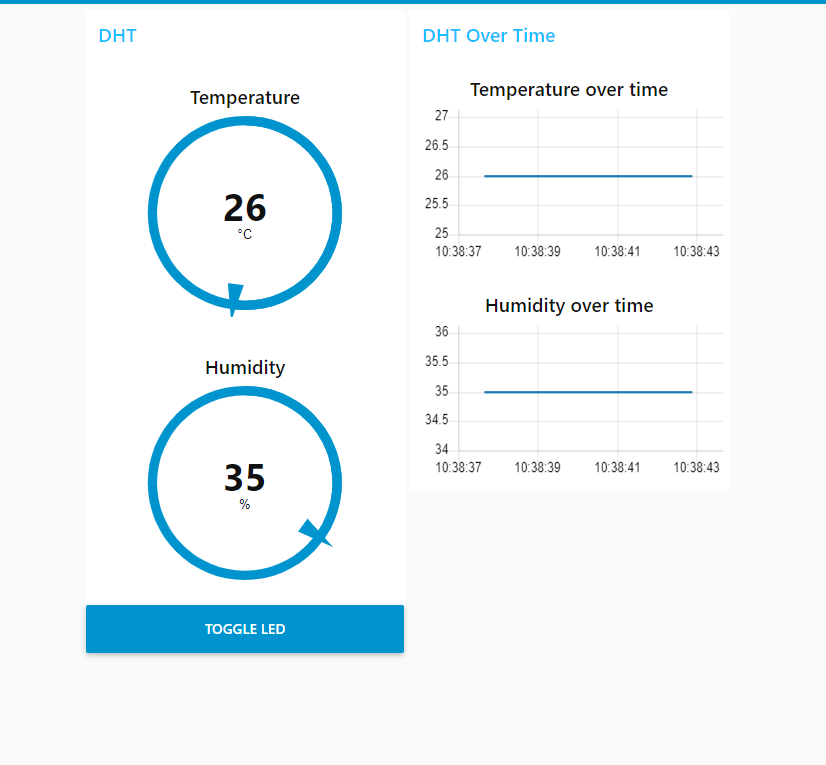 DHT
Temperature
26
°C
Humidity
35
%
TOGGLE LED
DHT Over Time
Temperature over time
27
26.5
26
25.5
25
10:38:37 10:38:39 10:38:41 10:38:43
Humidity over time
36
35.5
35
34.5
34
10:38:37 10:38:39 10:38:41 10:38:43